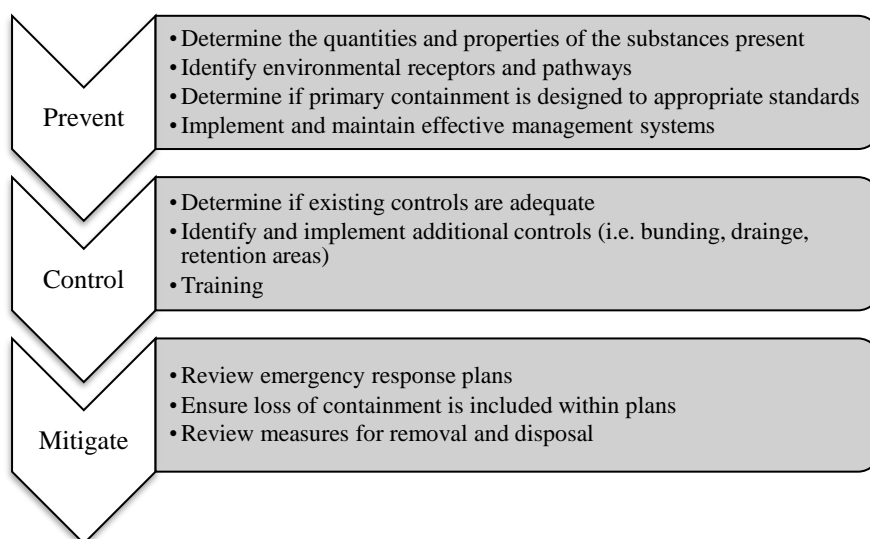 Prevent
• Determine the quantities and properties of the substances present
• Identify environmental receptors and pathways
• Determine if primary containment is designed to appropriate standards
• Implement and maintain effective management systems
Control
• Determine if existing controls are adequate
• Identify and implement additional controls (i.e. bunding, drainge,
retention areas)
• Training
Mitigate
• Review emergency response plans
• Ensure loss of containment is included within plans
• Review measures for removal and disposal